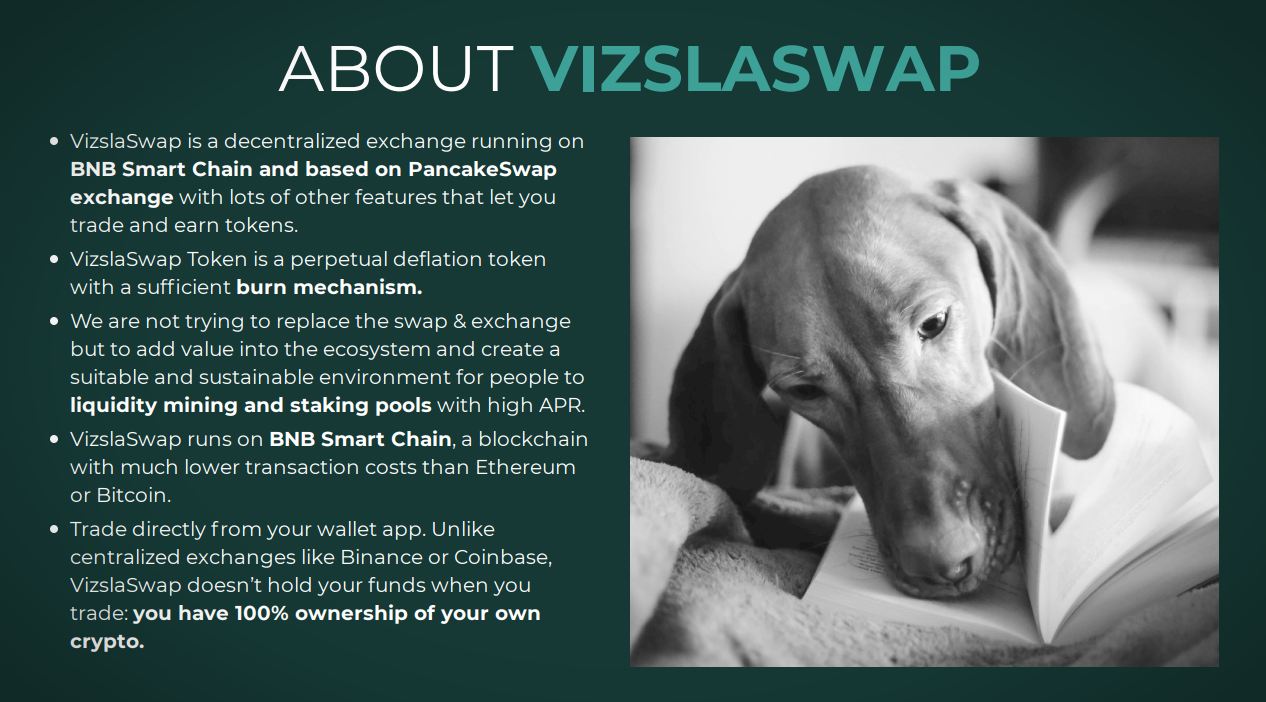 ABOUT VIZSLASWAP
• VizslaSwap is a decentralized exchange running on
BNB Smart Chain and based on PancakeSwap
exchange with lots of other features that let you
trade and earn tokens.
• VizslaSwap Token is a perpetual deflation token
with a sufficient burn mechanism.
• We are not trying to replace the swap & exchange
but to add value into the ecosystem and create a
suitable and sustainable environment for people to
liquidity mining and staking pools with high APR.
• VizslaSwap runs on BNB Smart Chain, a blockchain
with much lower transaction costs than Ethereum
or Bitcoin.
• Trade directly from your wallet app. Unlike
centralized exchanges like Binance or Coinbase,
VizslaSwap doesn’t hold your funds when you
trade: you have 100% ownership of your own
crypto.